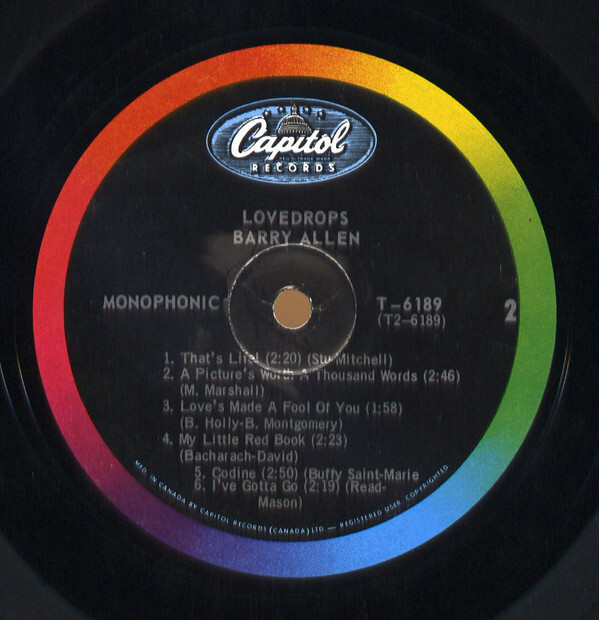 Capitol
REG. U.S. TRADE MARK
RECORDS
LOVEDROPS
BARRY ALLEN
MONOPHONIC
T-6189
(T2-6189)
2
1. That's Life! (2:20) (Stu Mitchell)
2. A Picture's Worth A Thousand Words (2:46)
(M. Marshall)
3. Love's Made A Fool Of You (1:58)
(B. Holly-B. Montgomery)
4. My Little Red Book (2:23)
(Bacharach-David)
5. Codine (2:50) (Buffy Saint-Marie
6. I've Gotta Go (2:19) (Read-
Mason)
MFD. IN CANADA BY CAPITOL RECORDS (CANADA) LTD. — REGISTERED USER. COPYRIGHTED